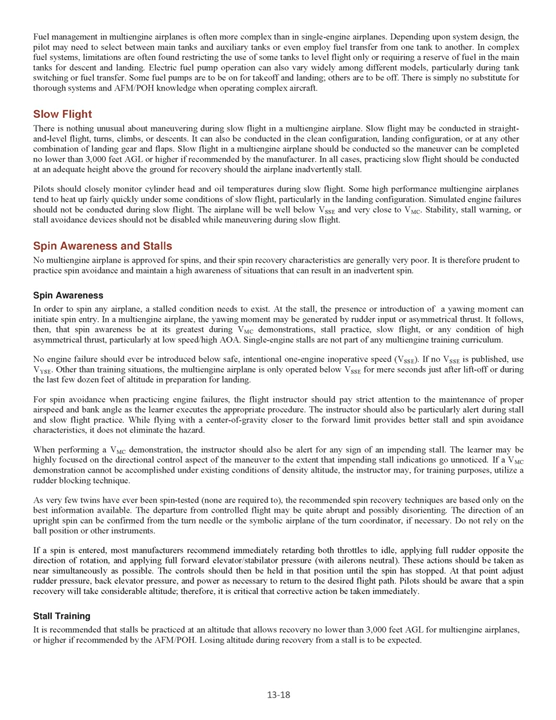 Fuel management in multiengine airplanes is often more complex than in single-engine airplanes. Depending upon system design, the
pilot may need to select between main tanks and auxiliary tanks or even employ fuel transfer from one tank to another. In complex
fuel systems, limitations are often found restricting the use of some tanks to level flight only or requiring a reserve of fuel in the main
tanks for descent and landing. Electric fuel pump operation can also vary widely among different models, particularly during tank
switching or fuel transfer. Some fuel pumps are to be on for takeoff and landing; others are to be off. There is simply no substitute for
thorough systems and AFM/POH knowledge when operating complex aircraft.
Slow Flight
There is nothing unusual about maneuvering during slow flight in a multiengine airplane. Slow flight may be conducted in straight-
and-level flight, turns, climbs, or descents. It can also be conducted in the clean configuration, landing configuration, or at any other
combination of landing gear and flaps. Slow flight in a multiengine airplane should be conducted so the maneuver can be completed
no lower than 3,000 feet AGL or higher if recommended by the manufacturer. In all cases, practicing slow flight should be conducted
at an adequate height above the ground for recovery should the airplane inadvertently stall.
Pilots should closely monitor cylinder head and oil temperatures during slow flight. Some high performance multiengine airplanes
tend to heat up fairly quickly under some conditions of slow flight, particularly in the landing configuration. Simulated engine failures
should not be conducted during slow flight. The airplane will be well below VSSE and very close to VMC. Stability, stall warning, or
stall avoidance devices should not be disabled while maneuvering during slow flight.
Spin Awareness and Stalls
No multiengine airplane is approved for spins, and their spin recovery characteristics are generally very poor. It is therefore prudent to
practice spin avoidance and maintain a high awareness of situations that can result in an inadvertent spin.
Spin Awareness
In order to spin any airplane, a stalled condition needs to exist. At the stall, the presence or introduction of a yawing moment can
initiate spin entry. In a multiengine airplane, the yawing moment may be generated by rudder input or asymmetrical thrust. It follows,
then, that spin awareness be at its greatest during VMC demonstrations, stall practice, slow flight, or any condition of high
asymmetrical thrust, particularly at low speed/high AOA. Single-engine stalls are not part of any multiengine training curriculum.
No engine failure should ever be introduced below safe, intentional one-engine inoperative speed (VSSE). If no VSSE is published, use
VYSE. Other than training situations, the multiengine airplane is only operated below VSSE for mere seconds just after lift-off or during
the last few dozen feet of altitude in preparation for landing.
For spin avoidance when practicing engine failures, the flight instructor should pay strict attention to the maintenance of proper
airspeed and bank angle as the learner executes the appropriate procedure. The instructor should also be particularly alert during stall
and slow flight practice. While flying with a center-of-gravity closer to the forward limit provides better stall and spin avoidance
characteristics, it does not eliminate the hazard.
When performing a VMC demonstration, the instructor should also be alert for any sign of an impending stall. The learner may be
highly focused on the directional control aspect of the maneuver to the extent that impending stall indications go unnoticed. If a VMC
demonstration cannot be accomplished under existing conditions of density altitude, the instructor may, for training purposes, utilize a
rudder blocking technique.
As very few twins have ever been spin-tested (none are required to), the recommended spin recovery techniques are based only on the
best information available. The departure from controlled flight may be quite abrupt and possibly disorienting. The direction of an
upright spin can be confirmed from the turn needle or the symbolic airplane of the turn coordinator, if necessary. Do not rely on the
ball position or other instruments.
If a spin is entered, most manufacturers recommend immediately retarding both throttles to idle, applying full rudder opposite the
direction of rotation, and applying full forward elevator/stabilator pressure (with ailerons neutral). These actions should be taken as
near simultaneously as possible. The controls should then be held in that position until the spin has stopped. At that point adjust
rudder pressure, back elevator pressure, and power as necessary to return to the desired flight path. Pilots should be aware that a spin
recovery will take considerable altitude; therefore, it is critical that corrective action be taken immediately.
Stall Training
It is recommended that stalls be practiced at an altitude that allows recovery no lower than 3,000 feet AGL for multiengine airplanes,
or higher if recommended by the AFM/POH. Losing altitude during recovery from a stall is to be expected.
13-18